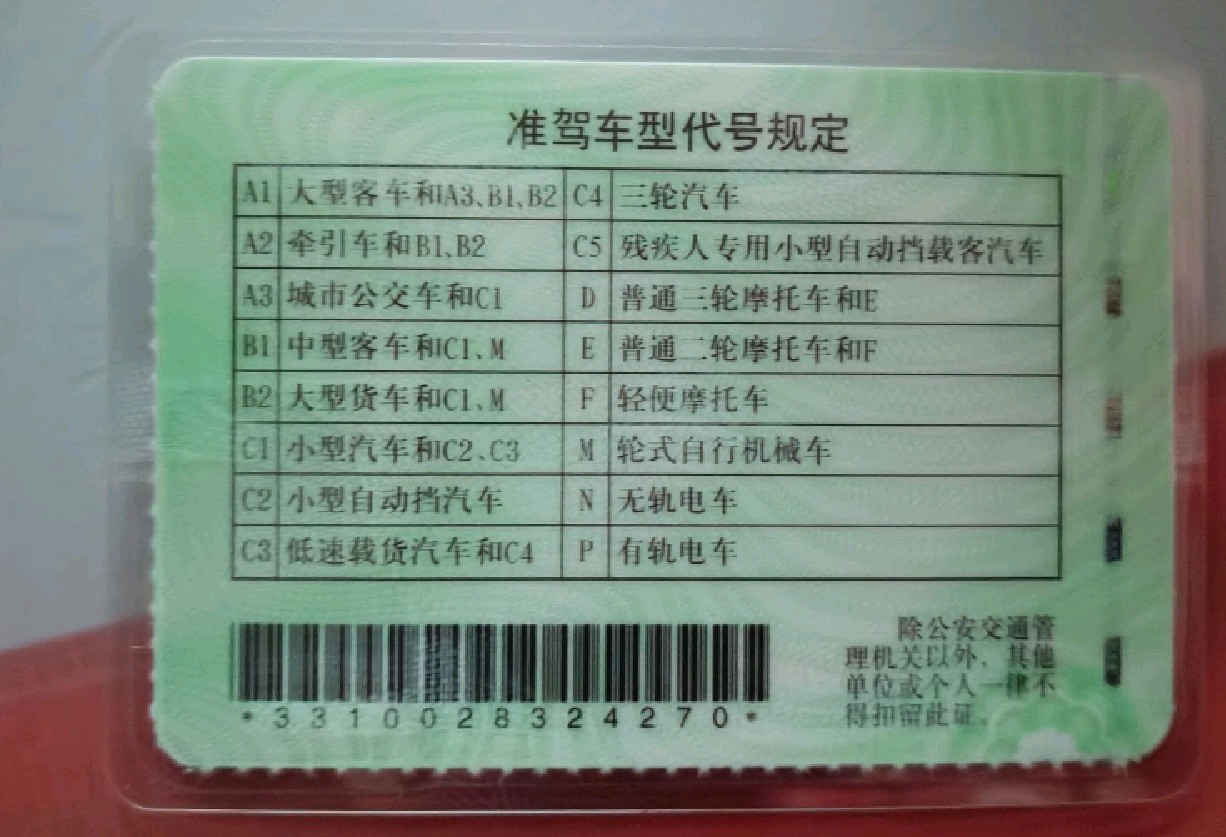 准驾车型代号规定
A1 大型客车和A3、B1、B2 C4 三轮汽车
A2 牵引车和B1、B2 C5 残疾人专用小型自动挡载客汽车
A3 城市公交车和C1 D 普通三轮摩托车和E
B1 中型客车和C1、M E 普通二轮摩托车和F
B2 大型货车和C1、M F 轻便摩托车
C1 小型汽车和C2、C3 M 轮式自行机械车
C2 小型自动挡汽车 N 无轨电车
C3 低速载货汽车和C4 P 有轨电车
除公安交通管
理机关以外，其他
单位或个人一律不
得扣留此证。
*3310028324270*